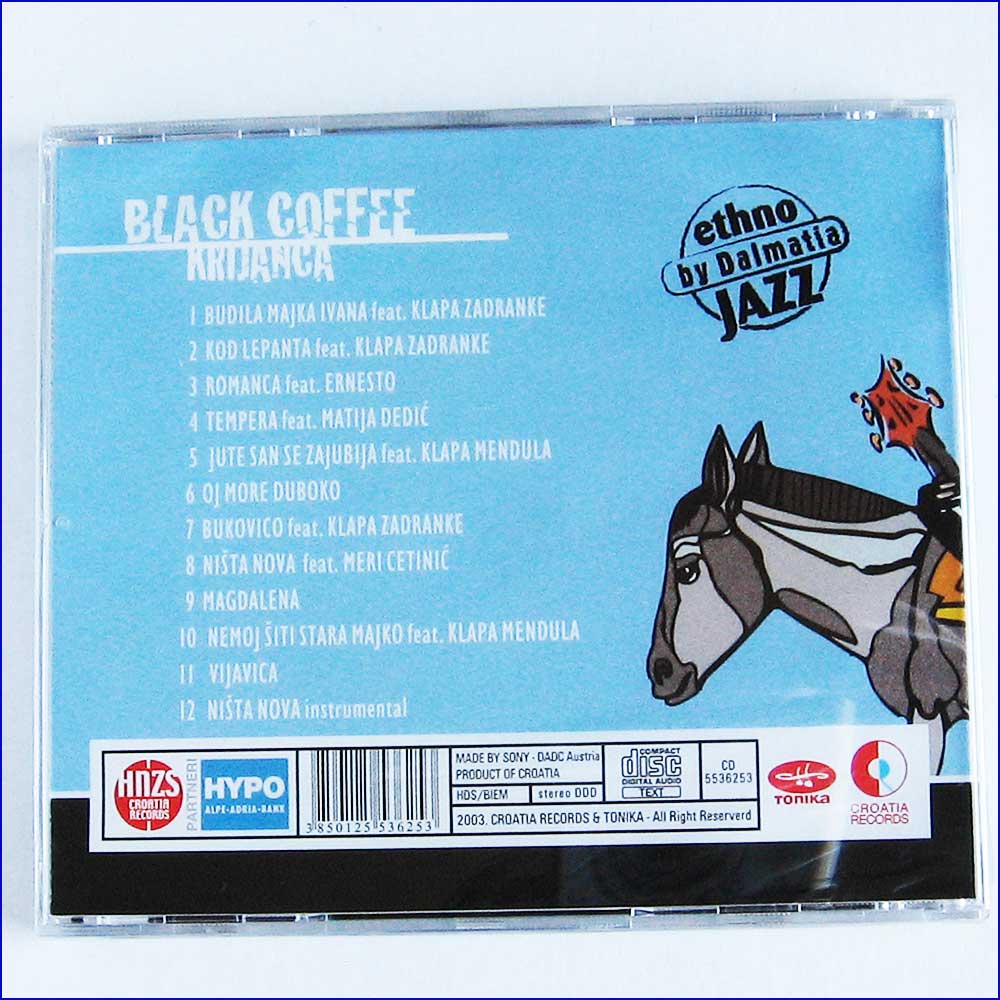 BLACK COFFEE
KRIJANCA
ethno
by Dalmatia
JAZZ
1 BUDILA MAJKA IVANA feat. KLAPA ZADRANKE
2 KOD LEPANTA feat. KLAPA ZADRANKE
3 ROMANCA feat. ERNESTO
4 TEMPERA feat. MATIJA DEDIĆ
5 JUTE SAN SE ZAJUBIJA feat. KLAPA MENDULA
6 OJ MORE DUBOKO
7 BUKOVICO feat. KLAPA ZADRANKE
8 NIŠTA NOVA feat. MERI CETINIĆ
9 MAGDALENA
10 NEMOJ ŠITI STARA MAJKO feat. KLAPA MENDULA
11 VIJAVICA
12 NIŠTA NOVA instrumental
HNZS
CROATIA
RECORDS
PARTNERI
HYPO
ALPE-ADRIA-BANK
3 850125 536253
MADE BY SONY - DADC Austria
PRODUCT OF CROATIA
HDS/BIEM
stereo DDD
2003. CROATIA RECORDS & TONIKA - All Right Reserverd
COMPACT
disc
DIGITAL AUDIO
TEXT
CD
5536253
TONIKA
CROATIA
RECORDS